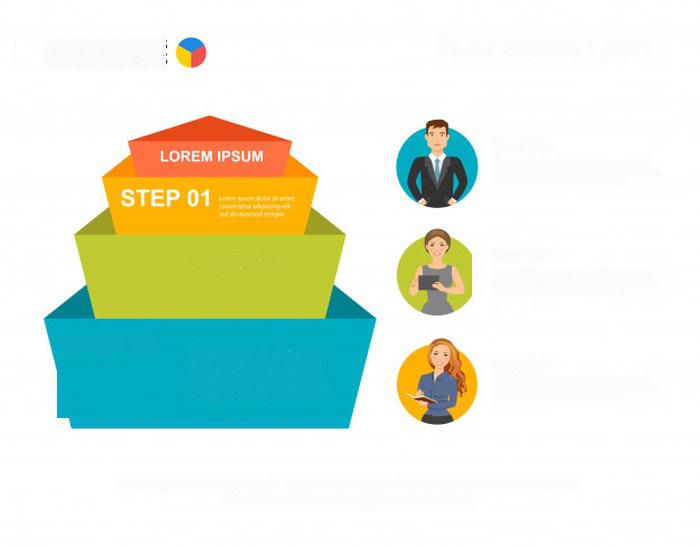 LOREM IPSUM
STEP 01
Lorem ipsum dolor sit amet,
consectetur adipiscing elit,
sed do eiusmod tempor